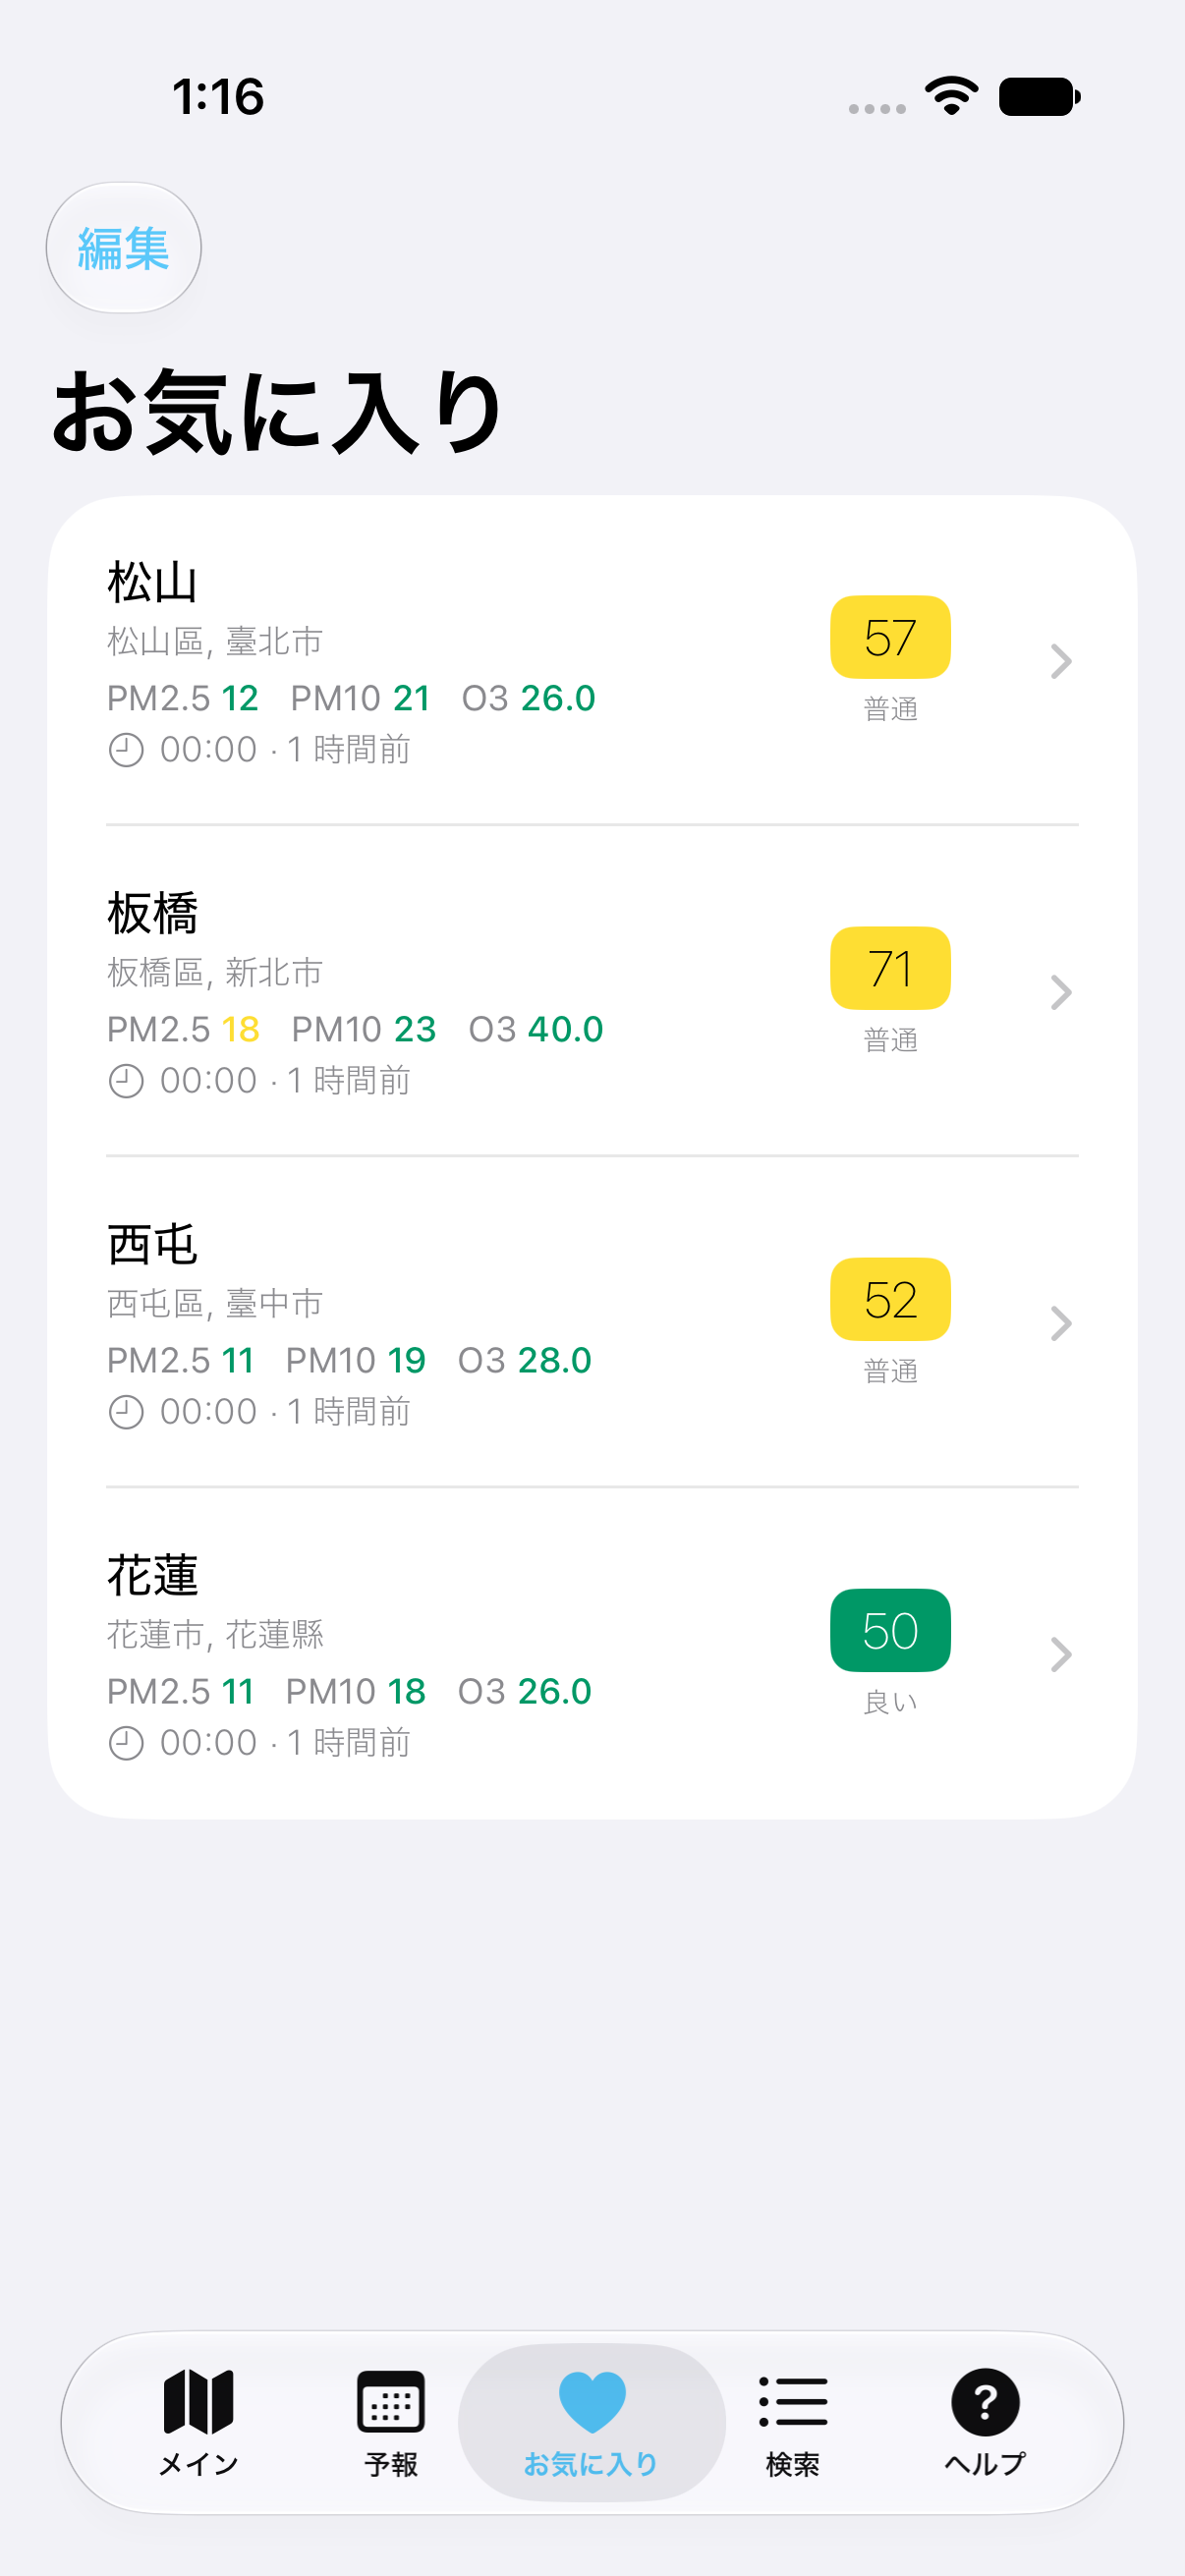 1:16
編集
お気に入り
松山
松山區, 臺北市
57
PM2.5 12 PM10 21 O3 26.0
普通
00:00 · 1 時間前
板橋
板橋區, 新北市
71
PM2.5 18 PM10 23 O3 40.0
普通
00:00 · 1 時間前
西屯
西屯區, 臺中市
52
PM2.5 11 PM10 19 O3 28.0
普通
00:00 · 1 時間前
花蓮
花蓮市, 花蓮縣
50
PM2.5 11 PM10 18 O3 26.0
良い
00:00 · 1 時間前
メイン 予報 お気に入り 検索 ヘルプ